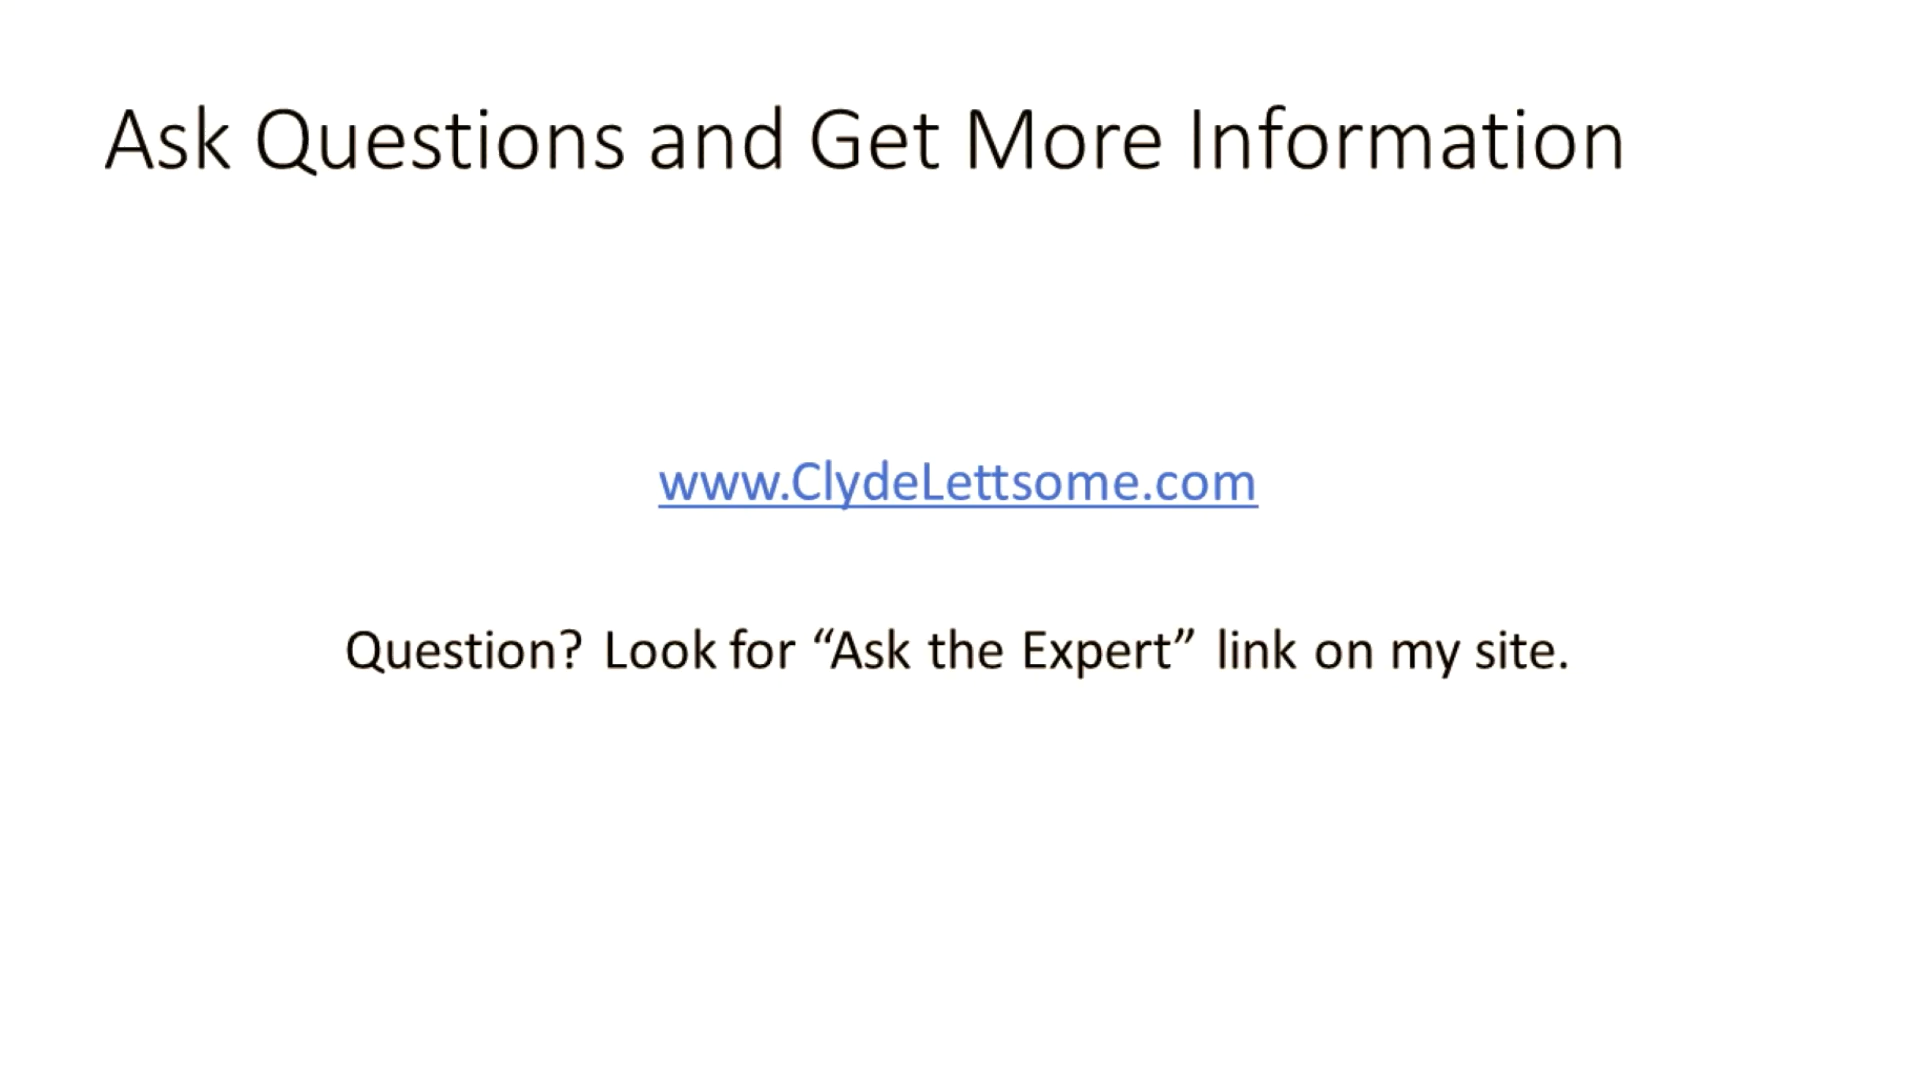 Ask Questions and Get More Information
www.ClydeLettsome.com
Question? Look for “Ask the Expert” link on my site.